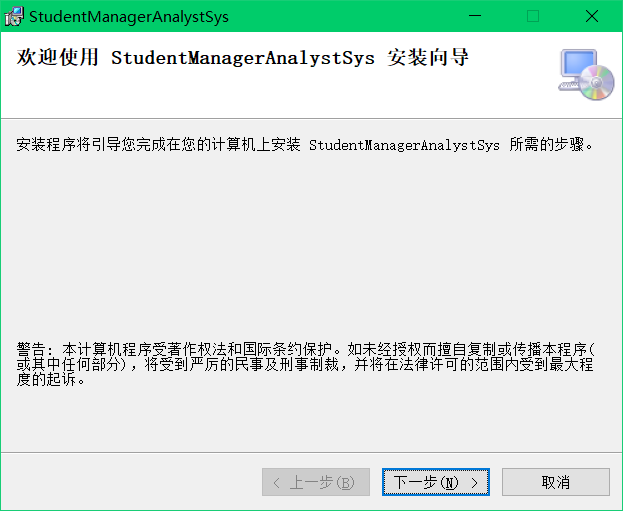 StudentManagerAnalystSys
欢迎使用 StudentManagerAnalystSys 安装向导
安装程序将引导您完成在您的计算机上安装 StudentManagerAnalystSys 所需的步骤。
警告: 本计算机程序受著作权法和国际条约保护。如未经授权而擅自复制或传播本程序(
或其中任何部分), 将受到严厉的民事及刑事制裁, 并将在法律许可的范围内受到最大程
度的起诉。
< 上一步(B) 下一步(N) > 取消